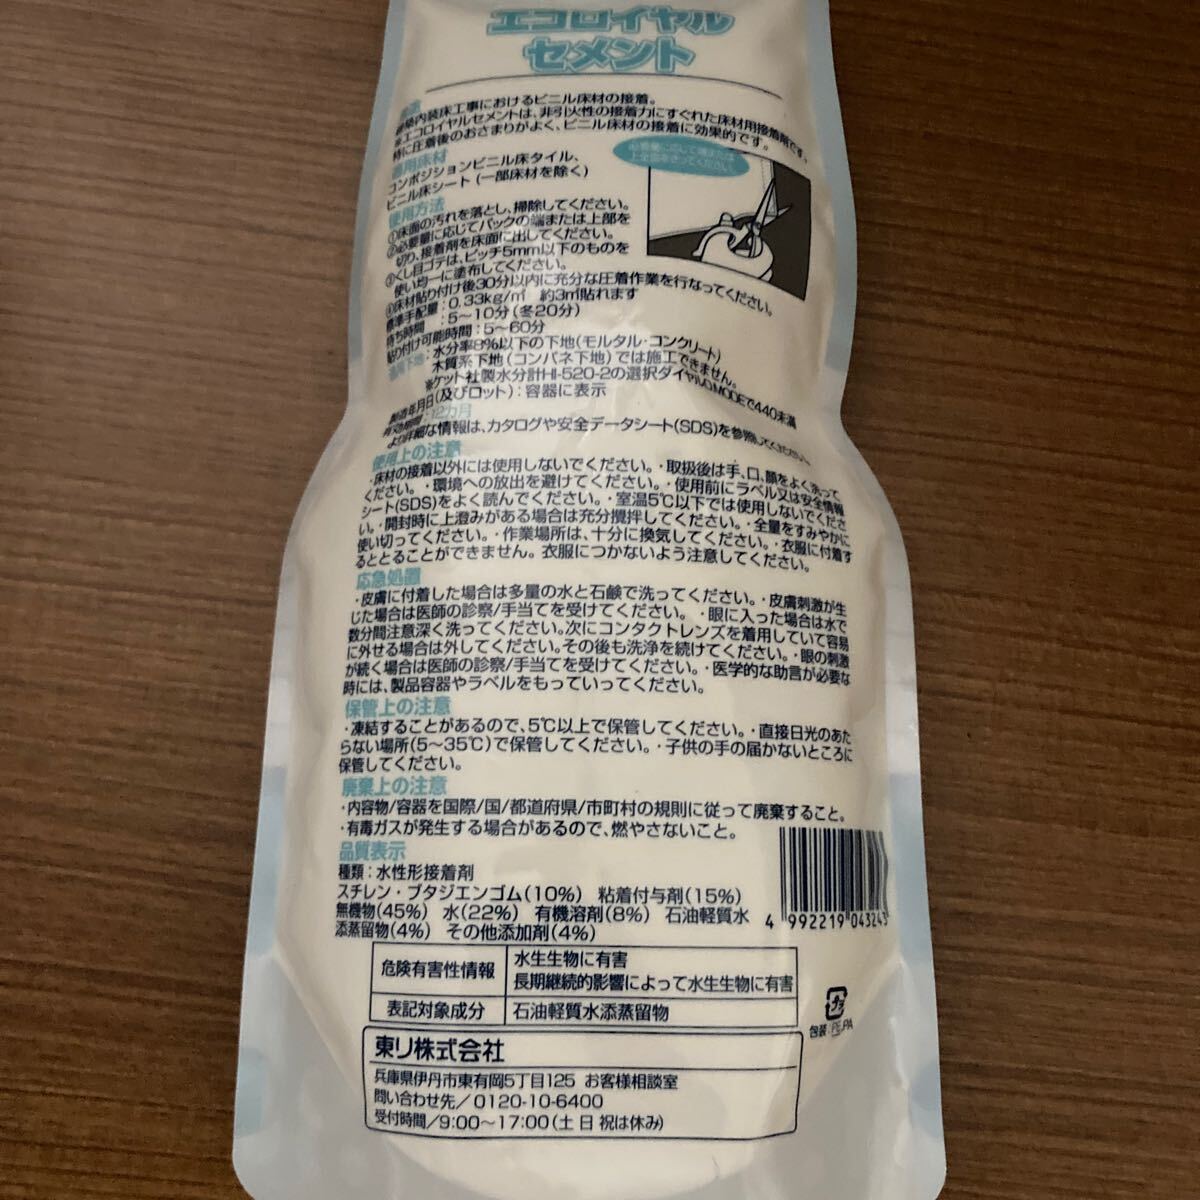 エコロイヤル
セメント
建築内装床工事におけるビニル床材の接着。
※エコロイヤルセメントは、非引火性の接着力にすぐれた床材用接着剤です。
特に圧着後のおさまりがよく、ビニル床材の接着に効果的です。
適用床材
コンポジションビニル床タイル、
ビニル床シート(一部床材を除く)
使用方法
①床面の汚れを落とし、掃除してください。
②必要量に応じてパックの端または上部を
切り、接着剤を床面に出してください。
③くし目ゴテは、ピッチ5mm以下のものを
使い均一に塗布してください。
④床材貼り付け後30分以内に充分な圧着作業を行なってください。
標準手配量:0.33kg/㎡ 約3㎡貼れます
待ち時間:5〜10分(冬20分)
貼り付け可能時間:5〜60分
適用下地:水分率8%以下の下地(モルタル・コンクリート)
木質系下地(コンパネ下地)では施工できません。
※ケット社製水分計HI-520-2の選択ダイヤルD.MODEで440未満
製造年月日(及びロット):容器に表示
有効期間:12カ月
より詳細な情報は、カタログや安全データシート(SDS)を参照してください。
使用上の注意
・床材の接着以外には使用しないでください。・取扱後は手、口、顔をよく洗って
ください。・環境への放出を避けてください。・使用前にラベル又は安全情報
シート(SDS)をよく読んでください。・室温5℃以下では使用しないでくださ
い。・開封時に上澄みがある場合は充分攪拌してください。・全量をすみやかに
使い切ってください。・作業場所は、十分に換気してください。・衣服に付着す
るととることができません。衣服につかないよう注意してください。
応急処置
・皮膚に付着した場合は多量の水と石鹸で洗ってください。・皮膚刺激が生
じた場合は医師の診察/手当てを受けてください。・眼に入った場合は水で
数分間注意深く洗ってください。次にコンタクトレンズを着用していて容易
に外せる場合は外してください。その後も洗浄を続けてください。・眼の刺激
が続く場合は医師の診察/手当てを受けてください。・医学的な助言が必要な
時には、製品容器やラベルをもっていってください。
保管上の注意
・凍結することがあるので、5℃以上で保管してください。・直接日光のあた
らない場所(5〜35℃)で保管してください。・子供の手の届かないところに
保管してください。
廃棄上の注意
・内容物/容器を国際/国/都道府県/市町村の規則に従って廃棄すること。
・有毒ガスが発生する場合があるので、燃やさないこと。
品質表示
種類:水性形接着剤
スチレン・ブタジエンゴム(10%) 粘着付与剤(15%)
無機物(45%) 水(22%) 有機溶剤(8%) 石油軽質水
添蒸留物(4%) その他添加剤(4%)
4 992219 043243
危険有害性情報 水生生物に有害
長期継続的影響によって水生生物に有害
表記対象成分 石油軽質水添蒸留物
プラ
包装:PE,PA
東リ株式会社
兵庫県伊丹市東有岡5丁目125 お客様相談室
問い合わせ先/0120-10-6400
受付時間/9:00〜17:00(土 日 祝は休み)